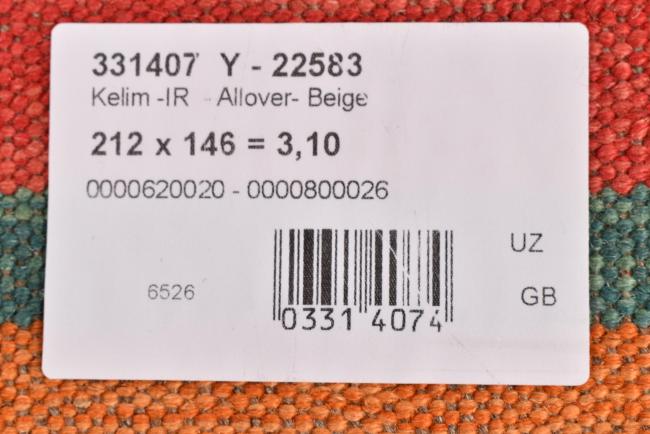 331407 Y - 22583
Kelim -IR - Allover- Beige
212 x 146 = 3,10
0000620020 - 0000800026
UZ
6526
GB
0331 4074